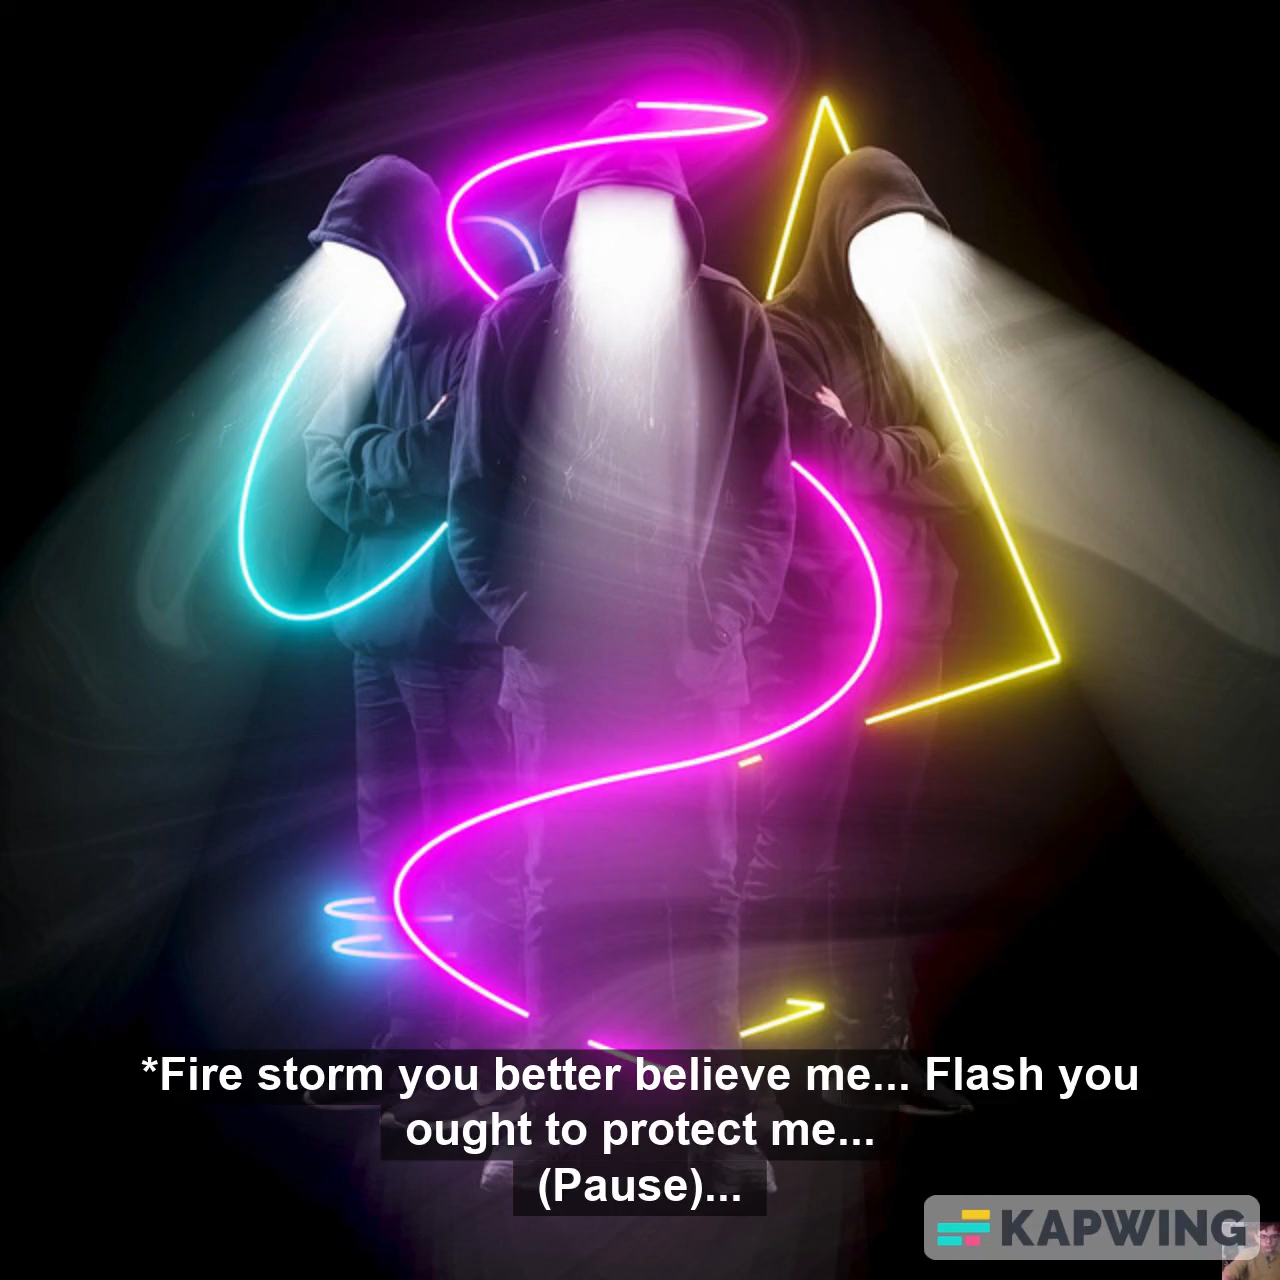 *Fire storm you better believe me... Flash you
ought to protect me...
(Pause)...
KAPWING